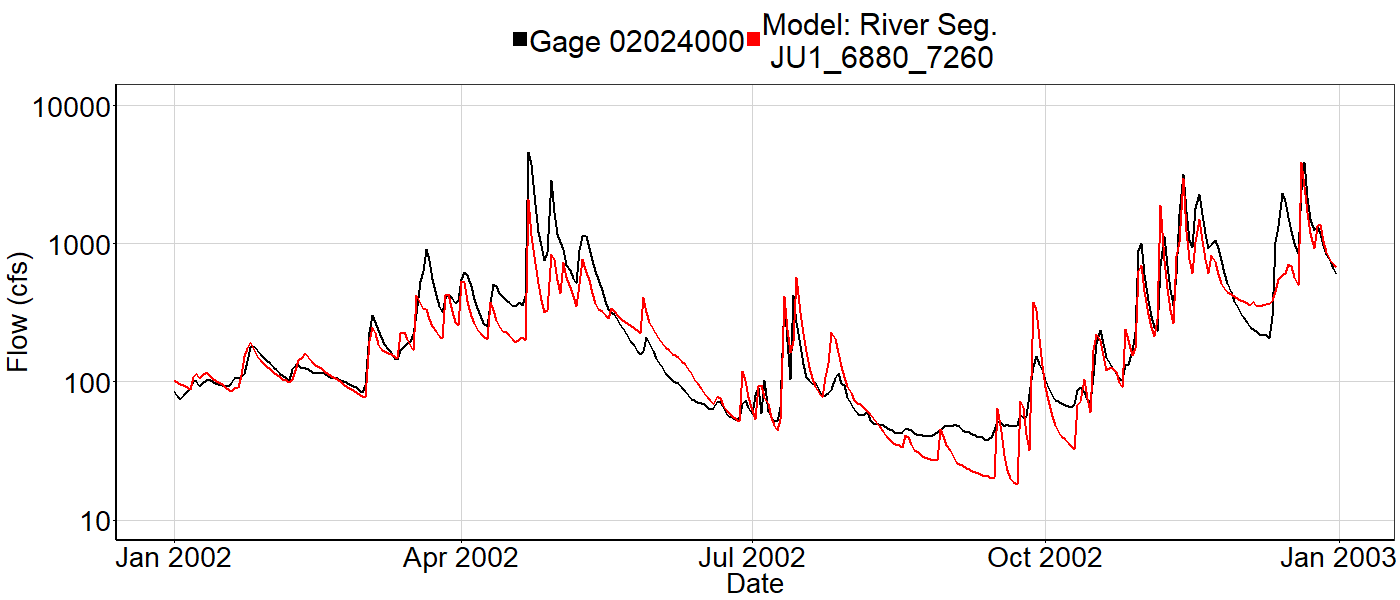 Gage 02024000
Model: River Seg.
JU1_6880_7260
10000
1000
100
10
Flow (cfs)
Jan 2002 Apr 2002 Jul 2002 Oct 2002 Jan 2003
Date